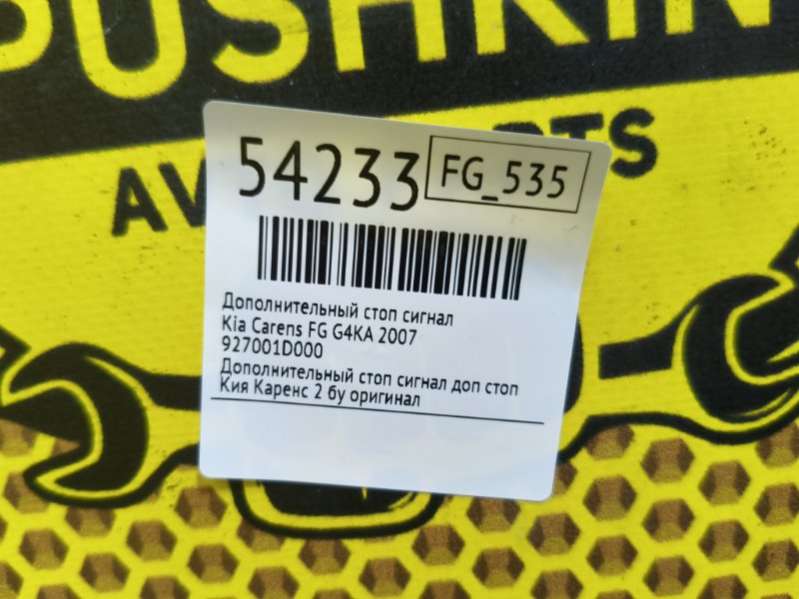 PUSHKIN
54233
FG_535
Дополнительный стоп сигнал
Kia Carens FG G4KA 2007
927001D000
Дополнительный стоп сигнал доп стоп
Кия Каренс 2 бу оригинал